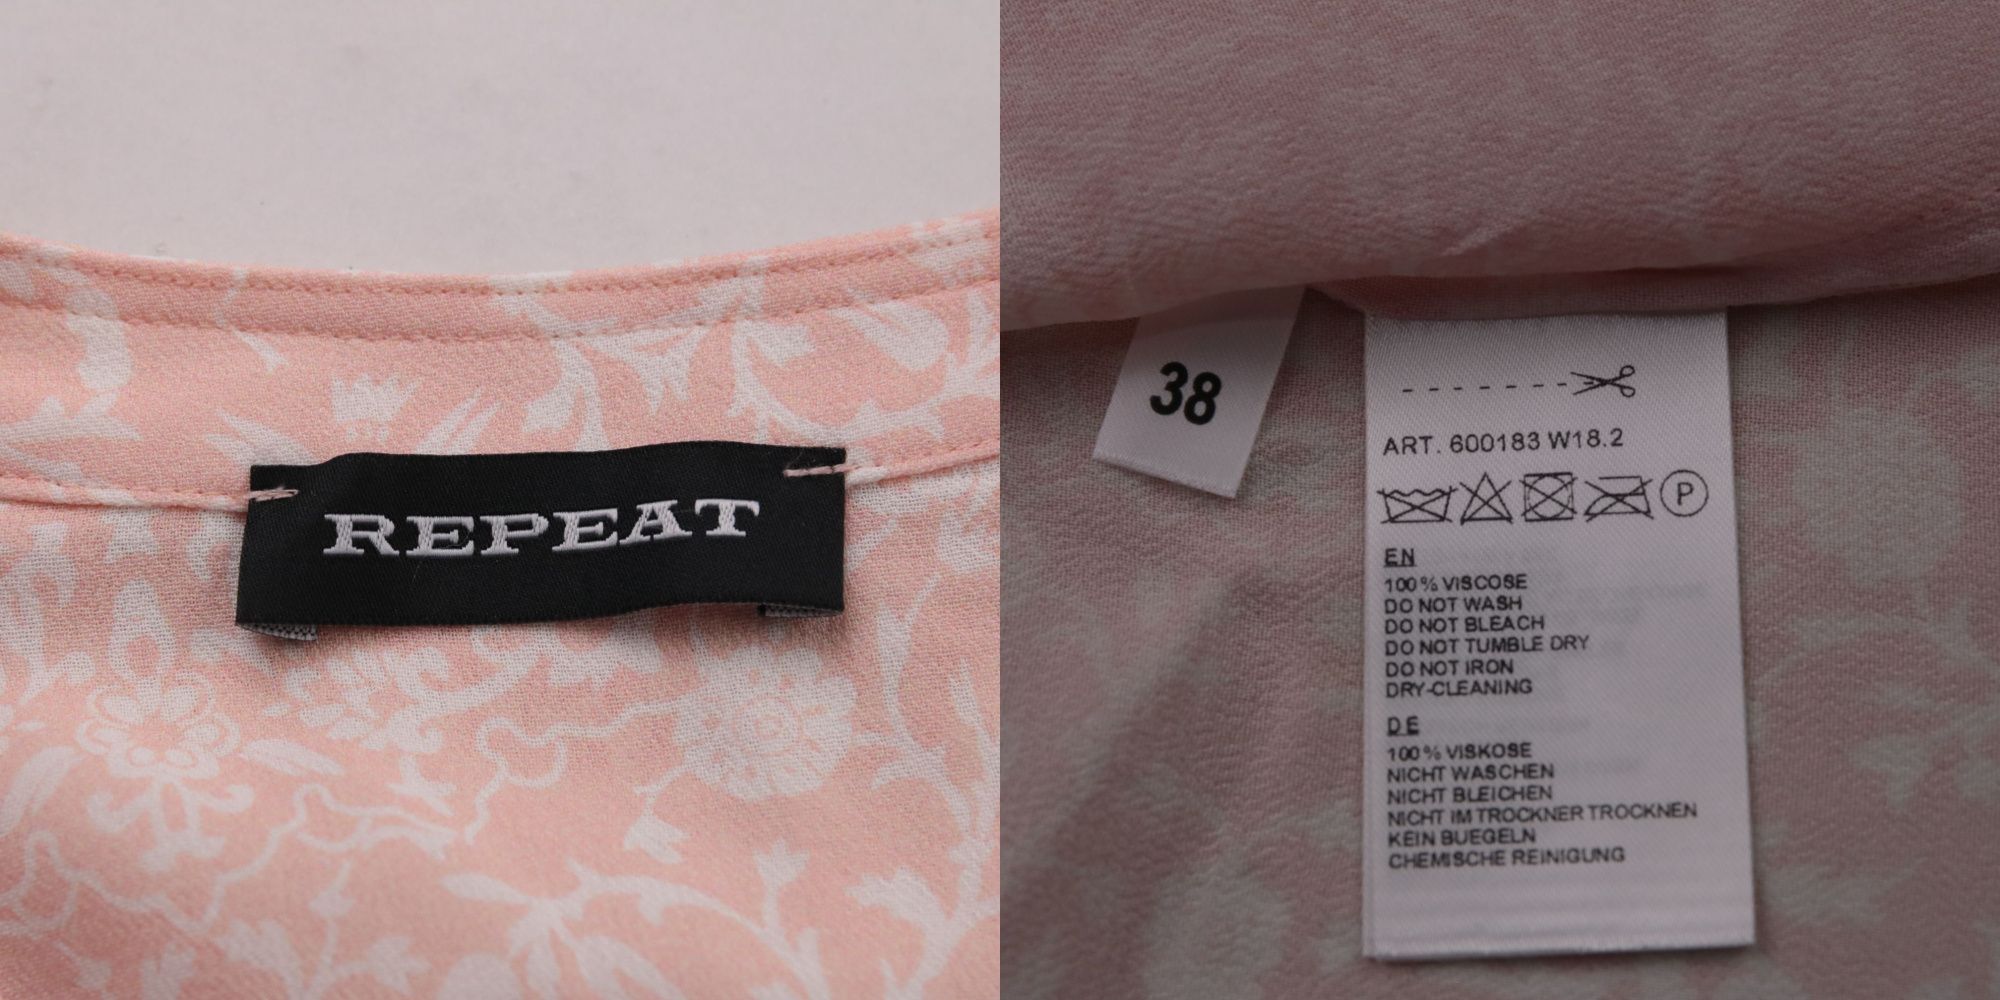 REPEAT
38
ART. 600183 W18.2
P
EN
100% VISCOSE
DO NOT WASH
DO NOT BLEACH
DO NOT TUMBLE DRY
DO NOT IRON
DRY-CLEANING
DE
100% VISKOSE
NICHT WASCHEN
NICHT BLEICHEN
NICHT IM TROCKNER TROCKNEN
KEIN BUEGELN
CHEMISCHE REINIGUNG